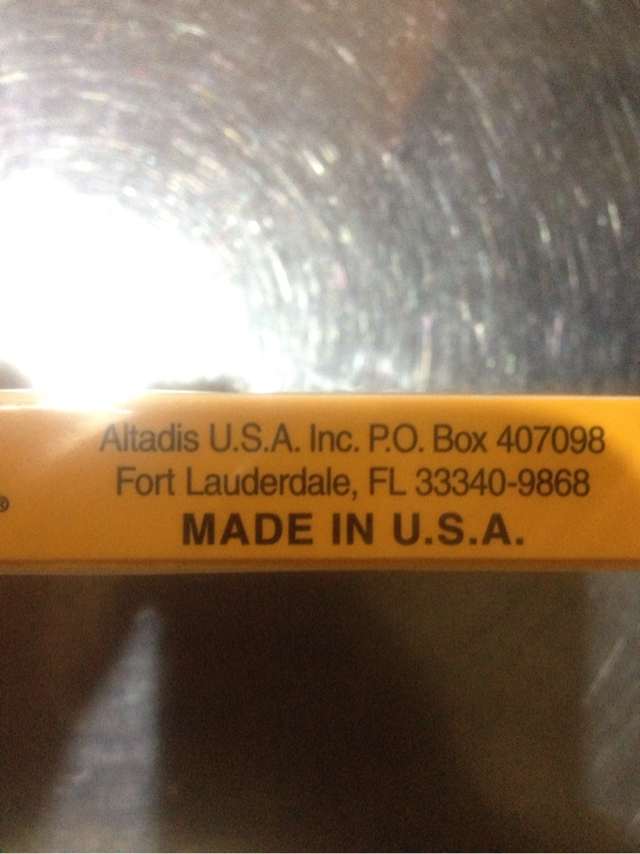 Altadis U.S.A. Inc. P.O. Box 407098
Fort Lauderdale, FL 33340-9868
®
MADE IN U.S.A.